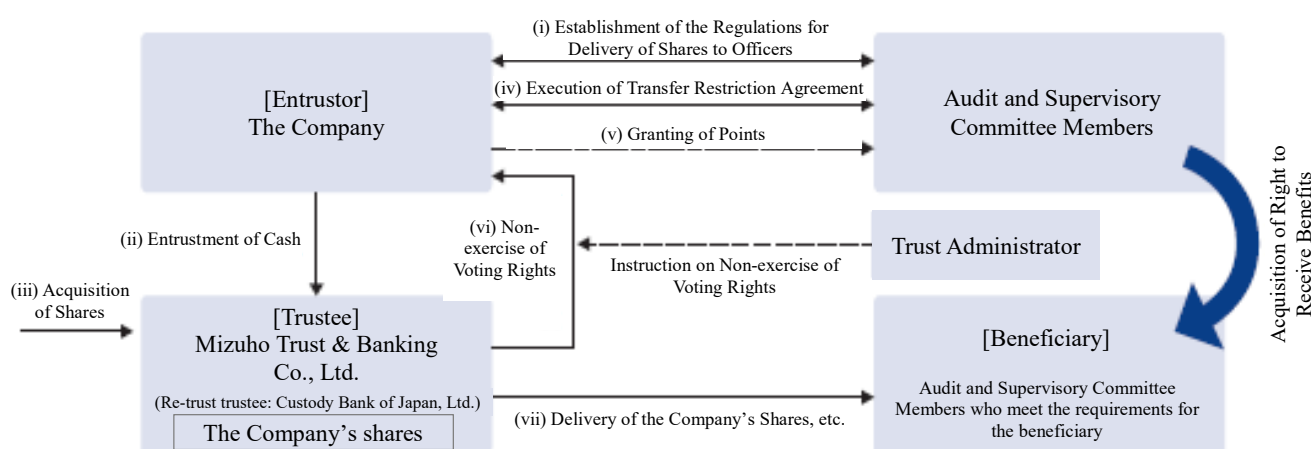 (i) Establishment of the Regulations for
Delivery of Shares to Officers
[Entrustor]
The Company
(iv) Execution of Transfer Restriction Agreement
Audit and Supervisory
Committee Members
(v) Granting of Points
Acquisition of Right to
Receive Benefits
(ii) Entrustment of Cash
(vi) Non-
exercise of
Voting Rights
Trust Administrator
Instruction on Non-exercise of
Voting Rights
(iii) Acquisition
of Shares
[Trustee]
Mizuho Trust & Banking
Co., Ltd.
(Re-trust trustee: Custody Bank of Japan, Ltd.)
The Company’s shares
(vii) Delivery of the Company’s Shares, etc.
[Beneficiary]
Audit and Supervisory Committee
Members who meet the requirements for
the beneficiary